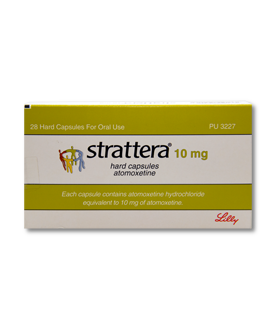 28 Hard Capsules For Oral Use PU 3227
strattera® 10 mg
hard capsules
atomoxetine
Each capsule contains atomoxetine hydrochloride
equivalent to 10 mg of atomoxetine.
Lilly